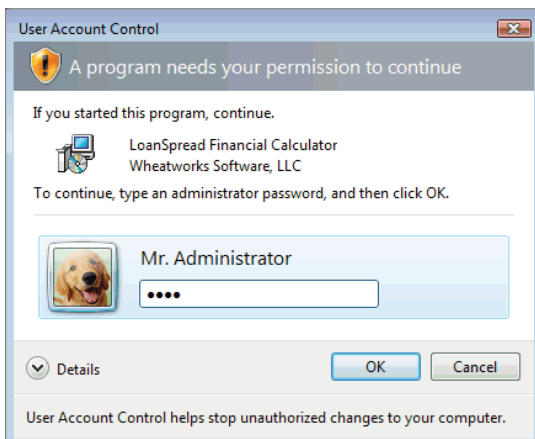 User Account Control
A program needs your permission to continue
If you started this program, continue.
LoanSpread Financial Calculator
Wheatworks Software, LLC
To continue, type an administrator password, and then click OK.
Mr. Administrator
••••
Details
OK
Cancel
User Account Control helps stop unauthorized changes to your computer.